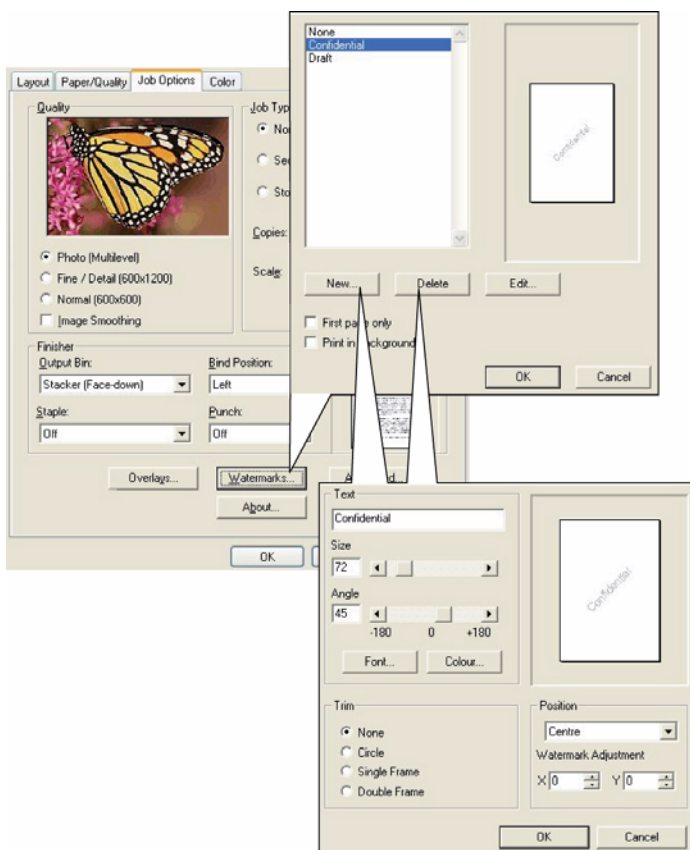 None
Confidential
Draft
Confidential
New... Delete Edit...
First page only
Print in background
OK Cancel
Layout Paper/Quality Job Options Color
Quality
Job Typ
Photo (Multilevel)
Fine / Detail (600x1200)
Normal (600x600)
Image Smoothing
Copies:
Scale:
Finisher
Output Bin: Bind Position:
Stacker (Face-down) Left
Staple: Punch:
Off Off
Overlays... Watermarks...
About...
OK
Text
Confidential
Size
72
Angle
45
-180 0 +180
Font... Colour...
Confidential
Trim
None
Circle
Single Frame
Double Frame
Position
Centre
Watermark Adjustment
X 0 Y 0
OK Cancel